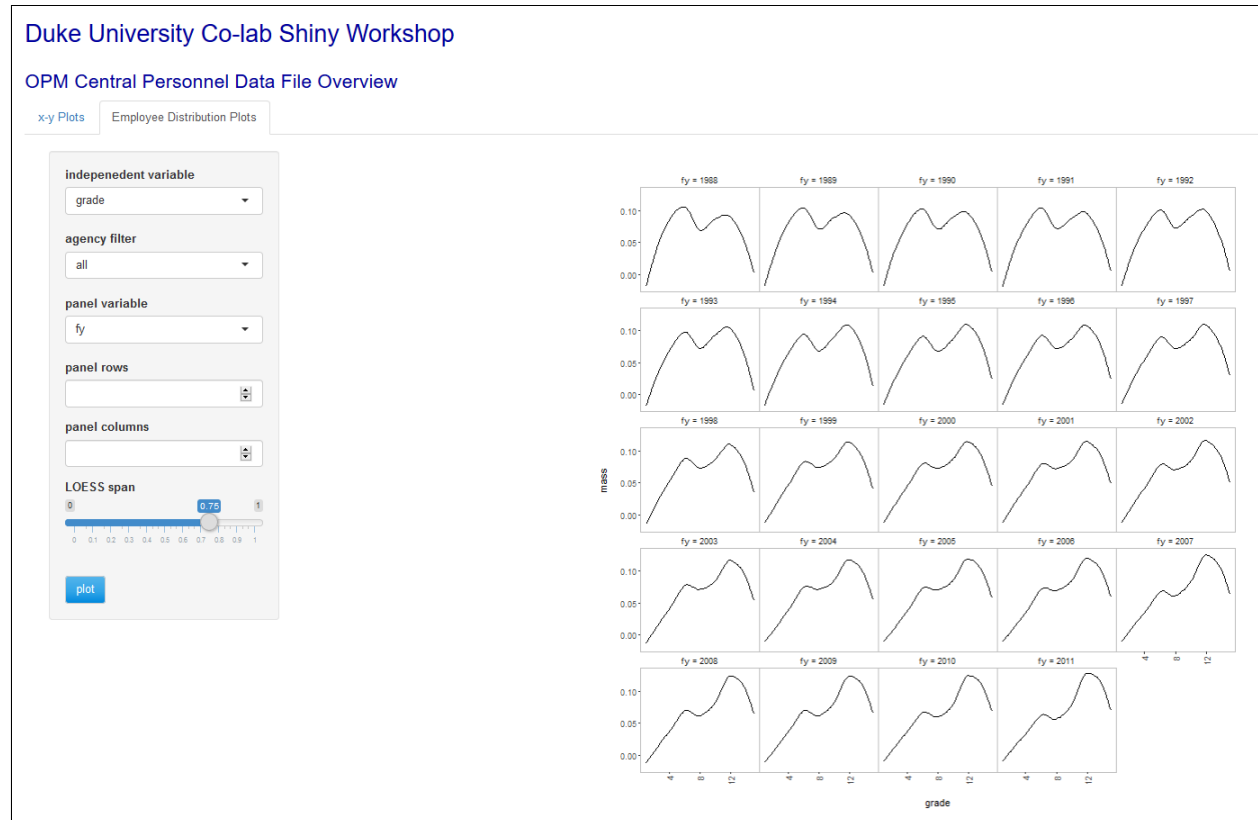 Duke University Co-lab Shiny Workshop
OPM Central Personnel Data File Overview
x-y Plots
Employee Distribution Plots
indepenedent variable
grade
agency filter
all
panel variable
fy
panel rows
panel columns
LOESS span
0 0.75 1
0 0.1 0.2 0.3 0.4 0.5 0.6 0.7 0.8 0.9 1
plot
fy = 1988 fy = 1989 fy = 1990 fy = 1991 fy = 1992
0.10
0.05
0.00
fy = 1993 fy = 1994 fy = 1995 fy = 1996 fy = 1997
0.10
0.05
0.00
fy = 1998 fy = 1999 fy = 2000 fy = 2001 fy = 2002
0.10
0.05
0.00
mass
fy = 2003 fy = 2004 fy = 2005 fy = 2006 fy = 2007
0.10
0.05
0.00
4 8 12
fy = 2008 fy = 2009 fy = 2010 fy = 2011
0.10
0.05
0.00
4 8 12 4 8 12 4 8 12 4 8 12
grade